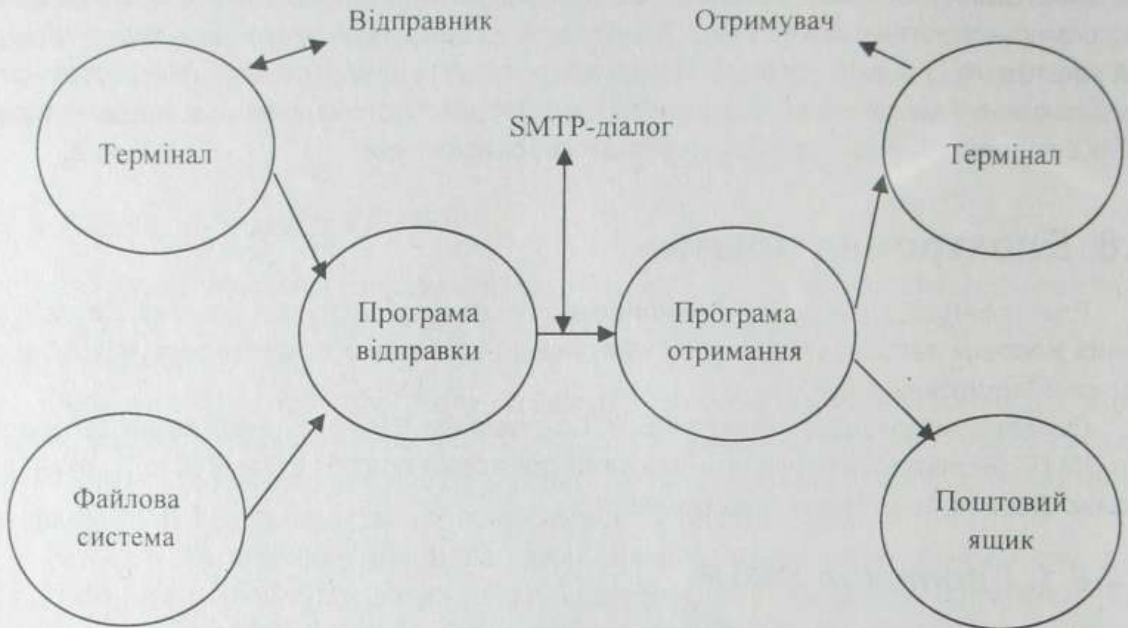 Відправник
Отримувач
SMTP-діалог
Термінал
Термінал
Програма
відправки
Програма
отримання
Файлова
система
Поштовий
ящик